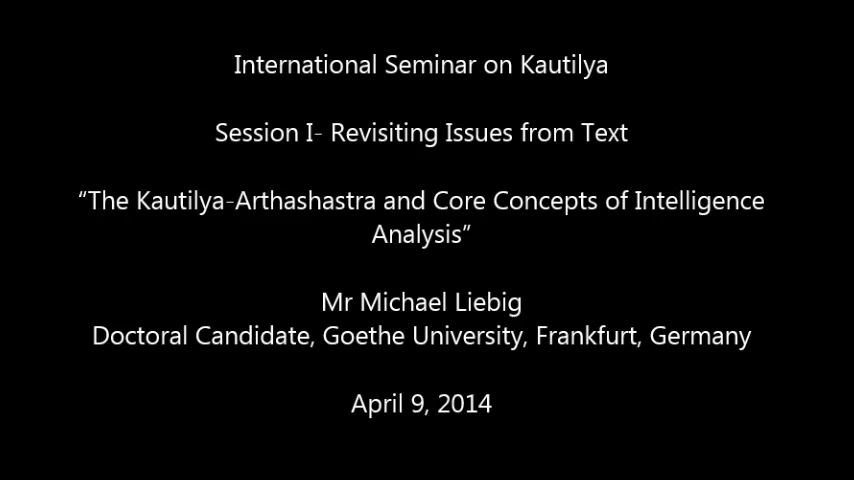 International Seminar on Kautilya
Session I- Revisiting Issues from Text
“The Kautilya-Arthashastra and Core Concepts of Intelligence
Analysis”
Mr Michael Liebig
Doctoral Candidate, Goethe University, Frankfurt, Germany
April 9, 2014